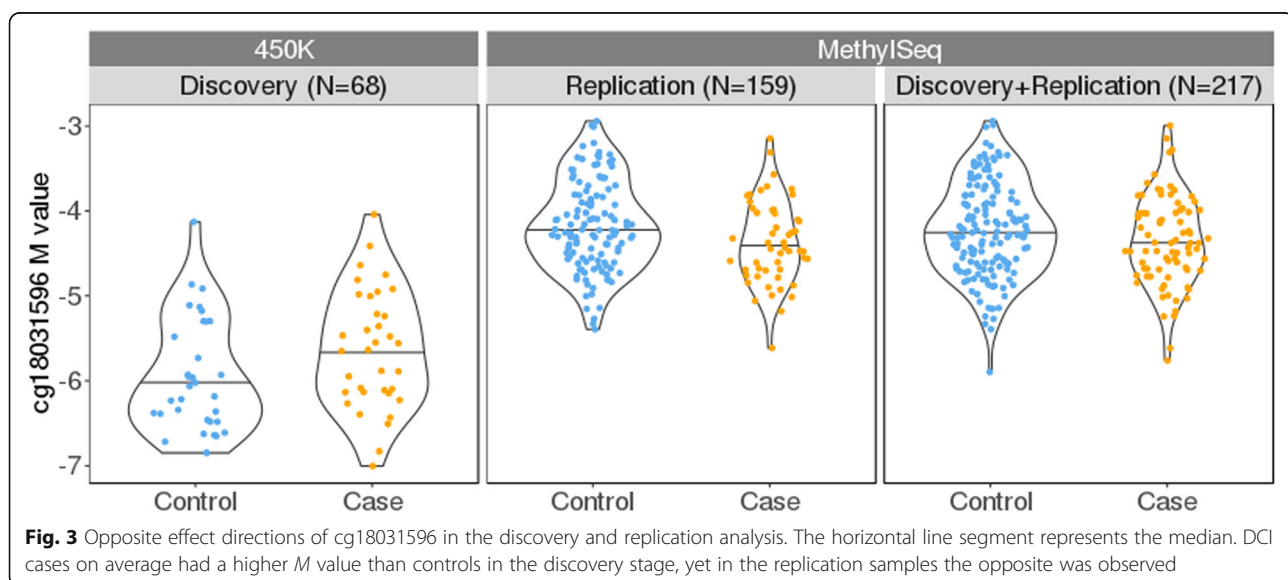 450K
MethylSeq
Discovery (N=68)
Replication (N=159)
Discovery+Replication (N=217)
cg18031596 M value
-3
-4
-5
-6
-7
Control
Case
Control
Case
Control
Case
Fig. 3 Opposite effect directions of cg18031596 in the discovery and replication analysis. The horizontal line segment represents the median. DCI
cases on average had a higher M value than controls in the discovery stage, yet in the replication samples the opposite was observed